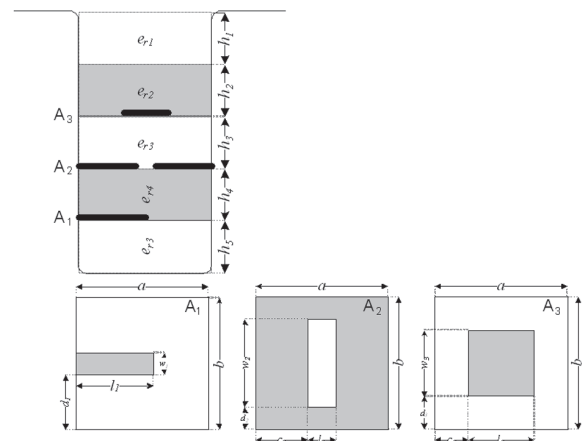 e_r1
h_1
e_r2
h_2
A_3
e_r3
h_3
A_2
e_r4
h_4
A_1
e_r3
h_5
a
A_1
b
w
l_1
d_1
a
A_2
b
w_2
c
a
A_3
b
w_3
c